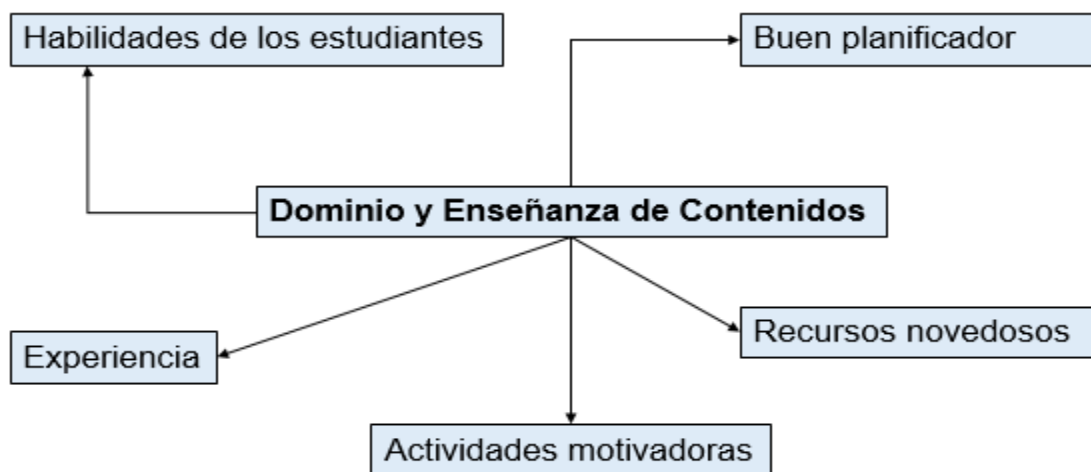 Habilidades de los estudiantes
Buen planificador
Dominio y Enseñanza de Contenidos
Recursos novedosos
Experiencia
Actividades motivadoras